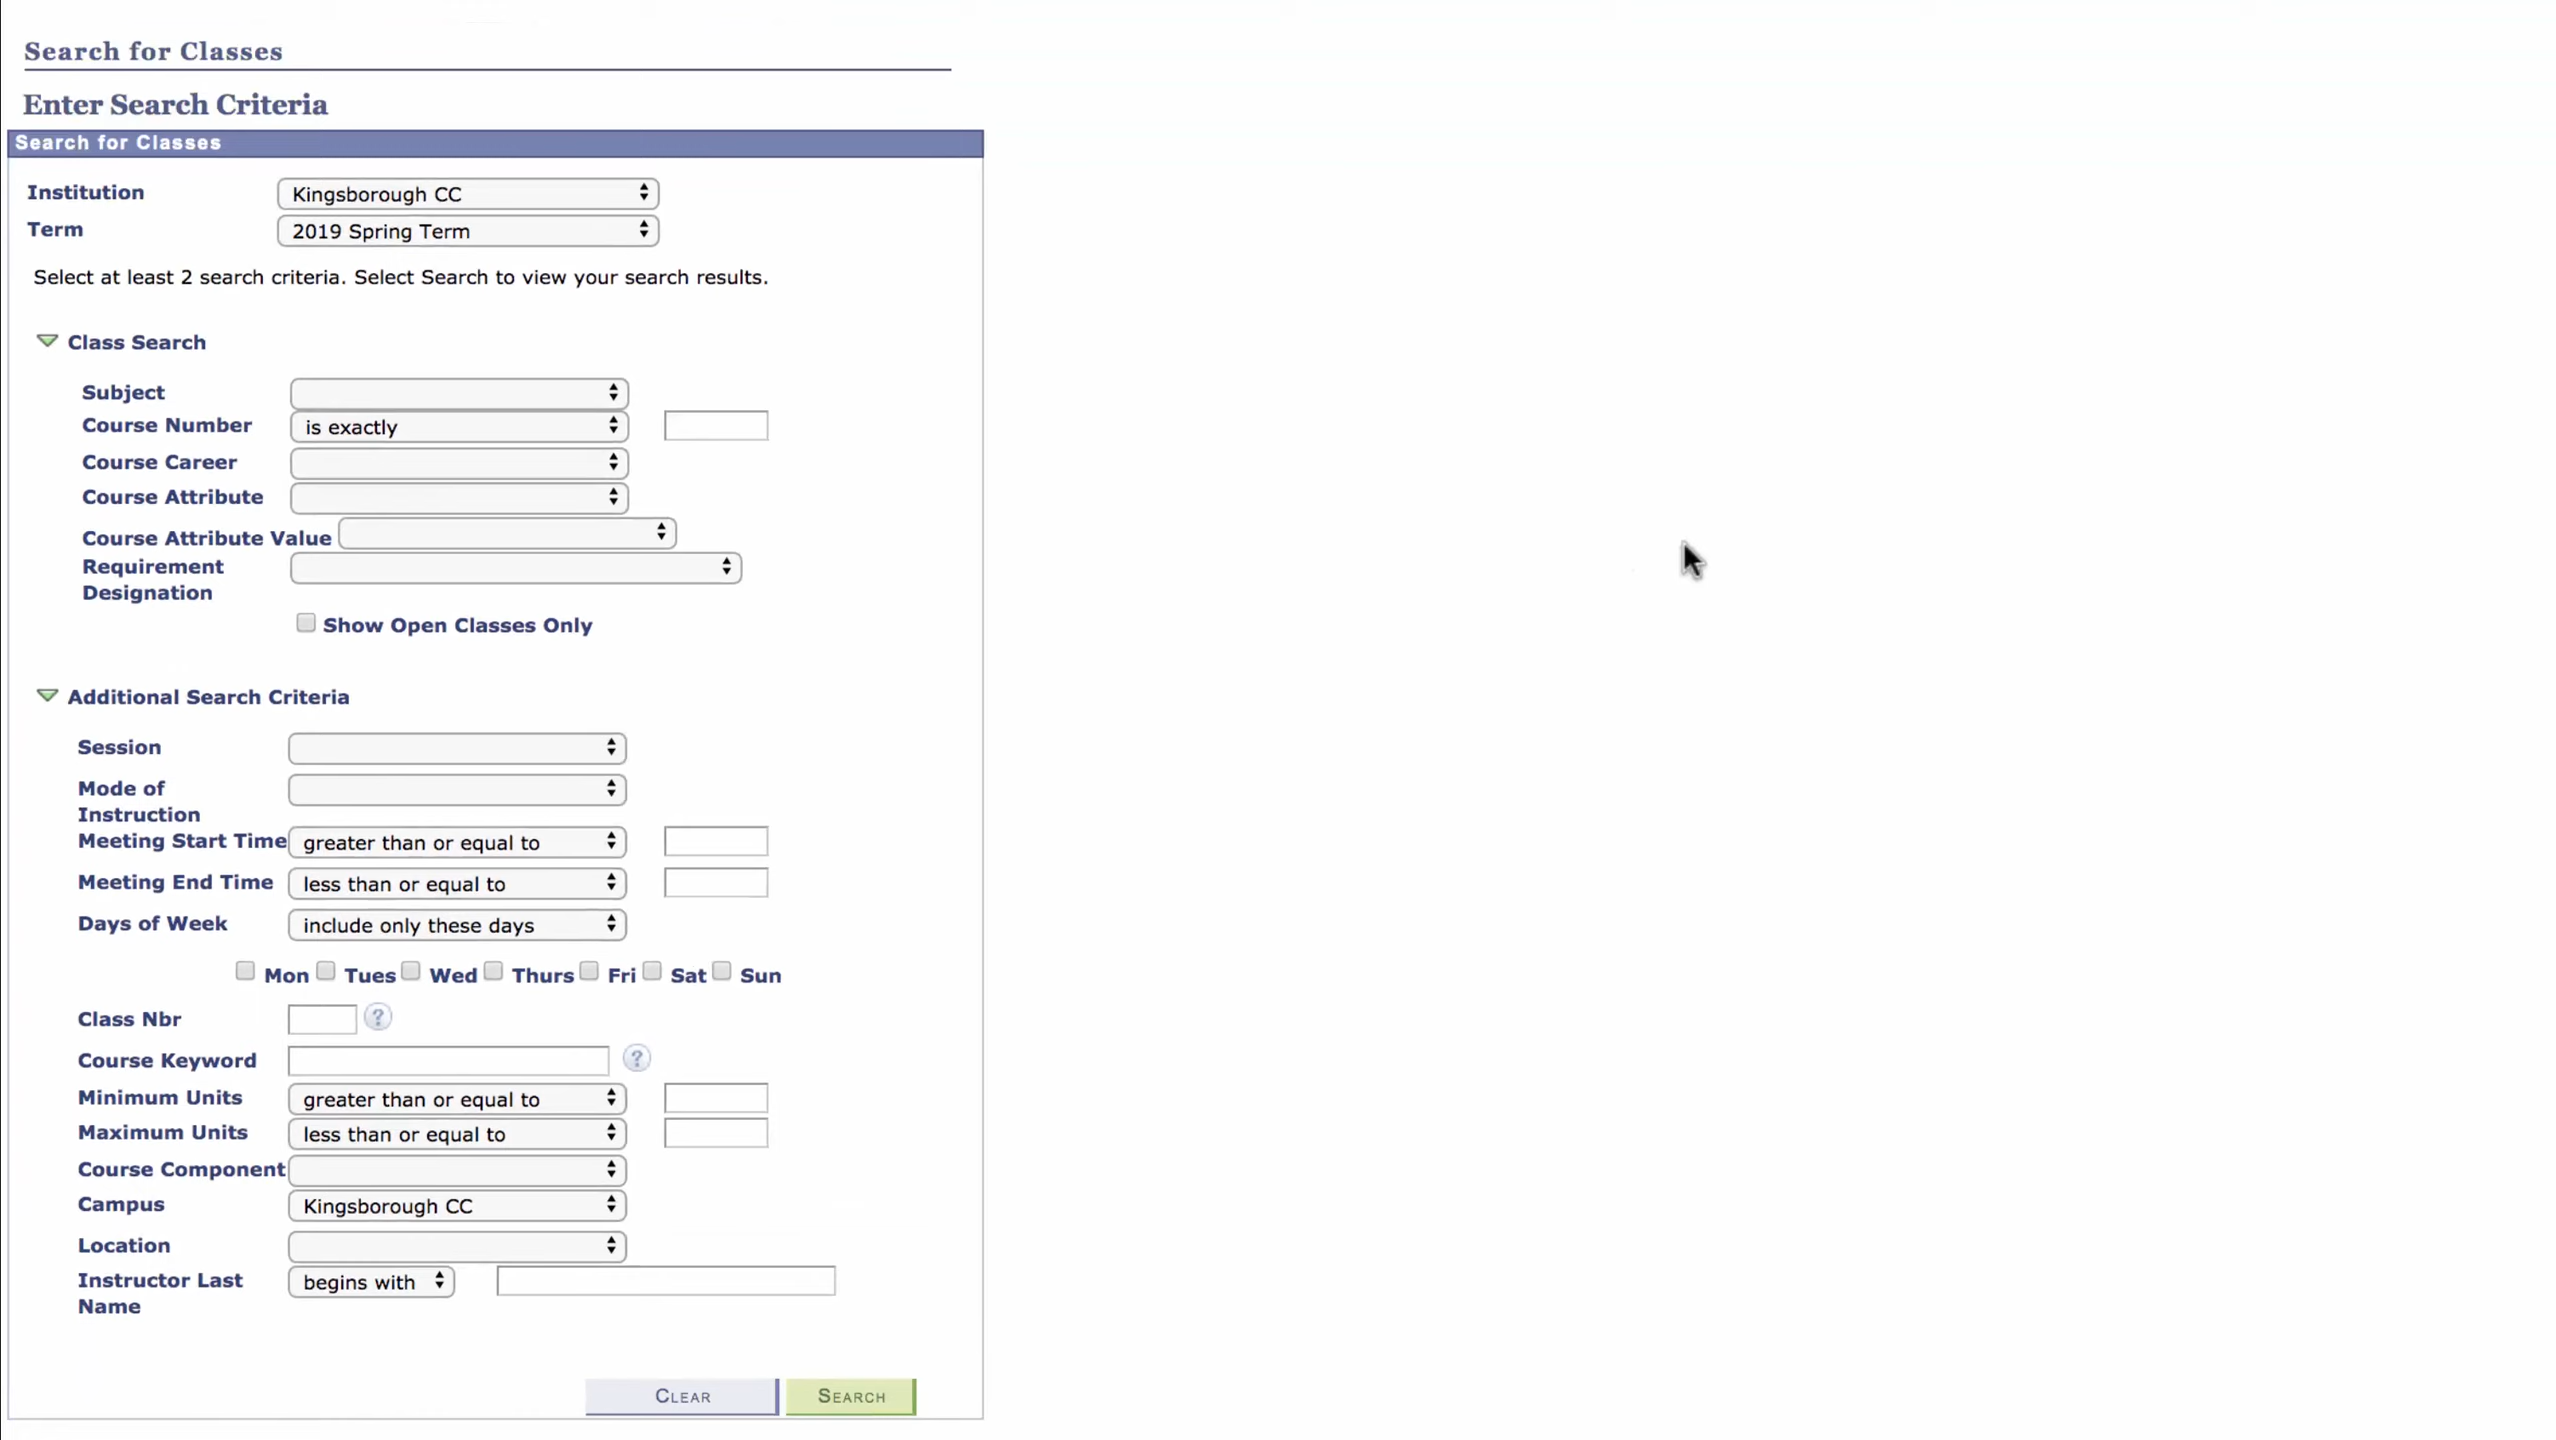 Search for Classes
Enter Search Criteria
Search for Classes
Institution Kingsborough CC
Term 2019 Spring Term
Select at least 2 search criteria. Select Search to view your search results.
Class Search
Subject
Course Number is exactly
Course Career
Course Attribute
Course Attribute Value
Requirement
Designation
Show Open Classes Only
Additional Search Criteria
Session
Mode of
Instruction
Meeting Start Time greater than or equal to
Meeting End Time less than or equal to
Days of Week include only these days
Mon Tues Wed Thurs Fri Sat Sun
Class Nbr ?
Course Keyword ?
Minimum Units greater than or equal to
Maximum Units less than or equal to
Course Component
Campus Kingsborough CC
Location
Instructor Last begins with
Name
CLEAR SEARCH